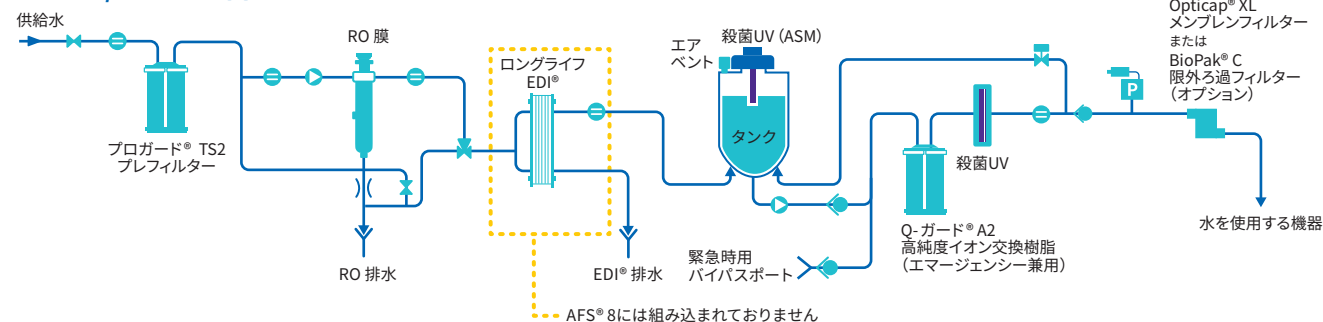 供給水
プロガード® TS2
プレフィルター
RO 膜
RO 排水
ロングライフ
EDI®
EDI® 排水
AFS® 8には組み込まれておりません
エア
ベント
殺菌UV (ASM)
タンク
緊急時用
バイパスポート
Q-ガード® A2
高純度イオン交換樹脂
(エマージェンシー兼用)
殺菌UV
P
Opticap® XL
メンブレンフィルター
または
BioPak® C
限外ろ過フィルター
(オプション)
水を使用する機器